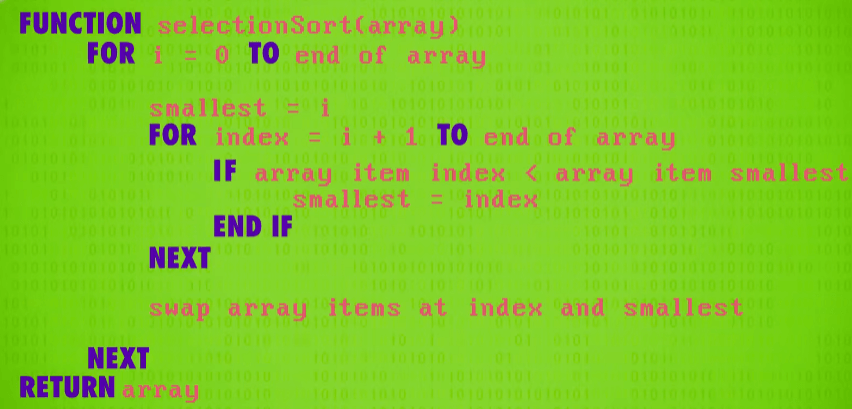 FUNCTION selectionSort(array)
FOR i = 0 TO end of array
smallest = i
FOR index = i + 1 TO end of array
IF array item index < array item smallest
smallest = index
END IF
NEXT
swap array items at index and smallest
NEXT
RETURN array